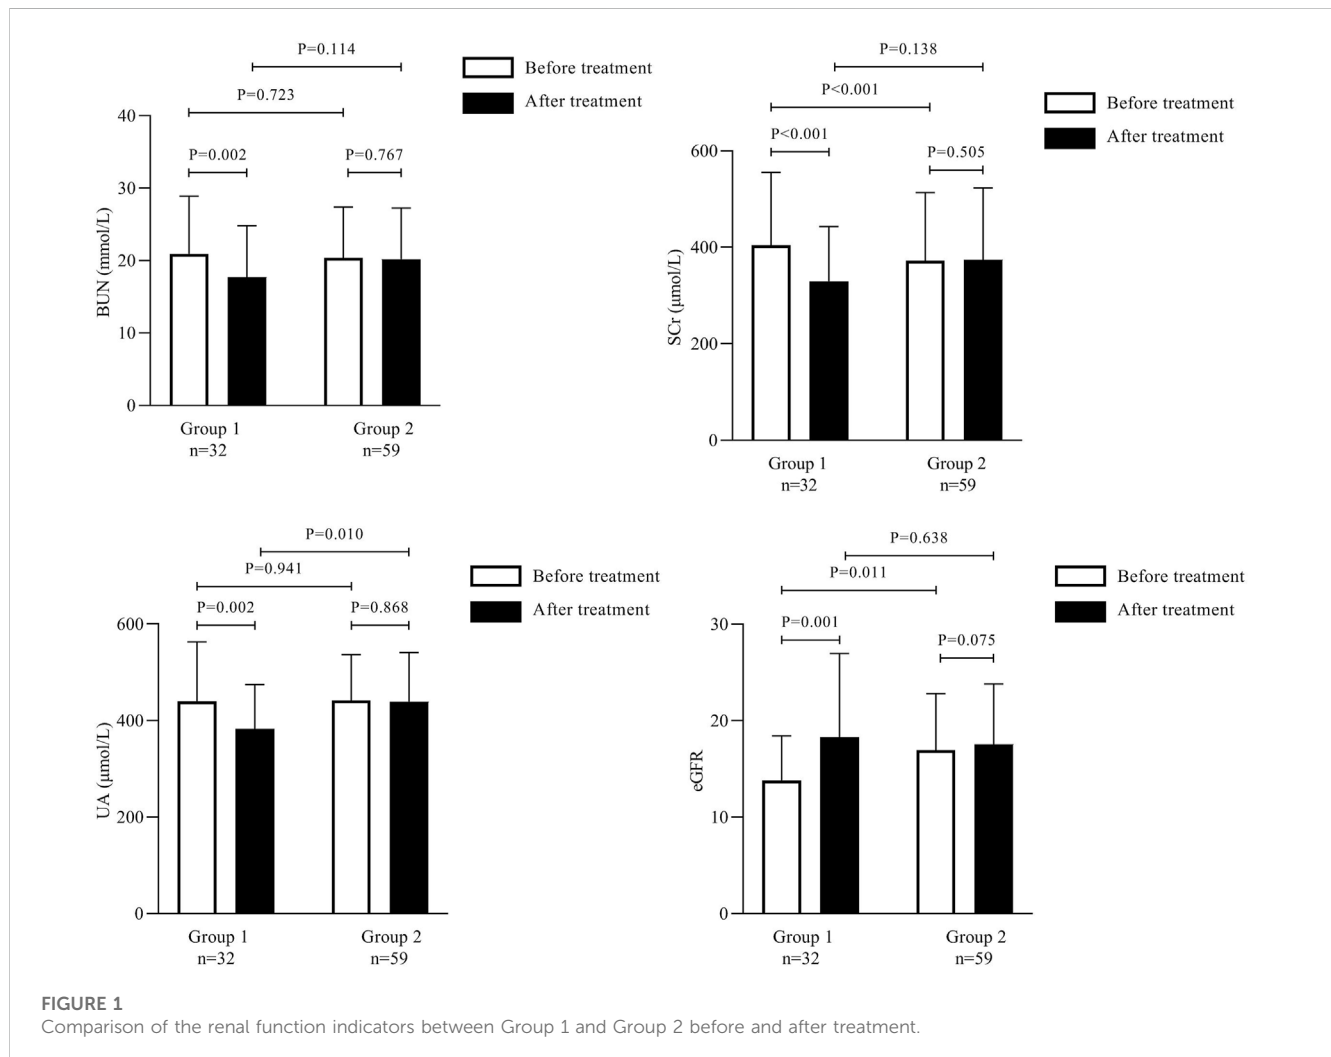 P=0.114
P=0.723
P=0.002
P=0.767
Before treatment
After treatment
BUN (mmol/L)
40
30
20
10
0
Group 1
n=32
Group 2
n=59
P=0.138
P<0.001
P<0.001
P=0.505
Before treatment
After treatment
SCr (μmol/L)
600
400
200
0
Group 1
n=32
Group 2
n=59
P=0.010
P=0.941
P=0.002
P=0.868
Before treatment
After treatment
UA (μmol/L)
600
400
200
0
Group 1
n=32
Group 2
n=59
P=0.638
P=0.011
P=0.001
P=0.075
Before treatment
After treatment
eGFR
30
20
10
0
Group 1
n=32
Group 2
n=59
FIGURE 1
Comparison of the renal function indicators between Group 1 and Group 2 before and after treatment.